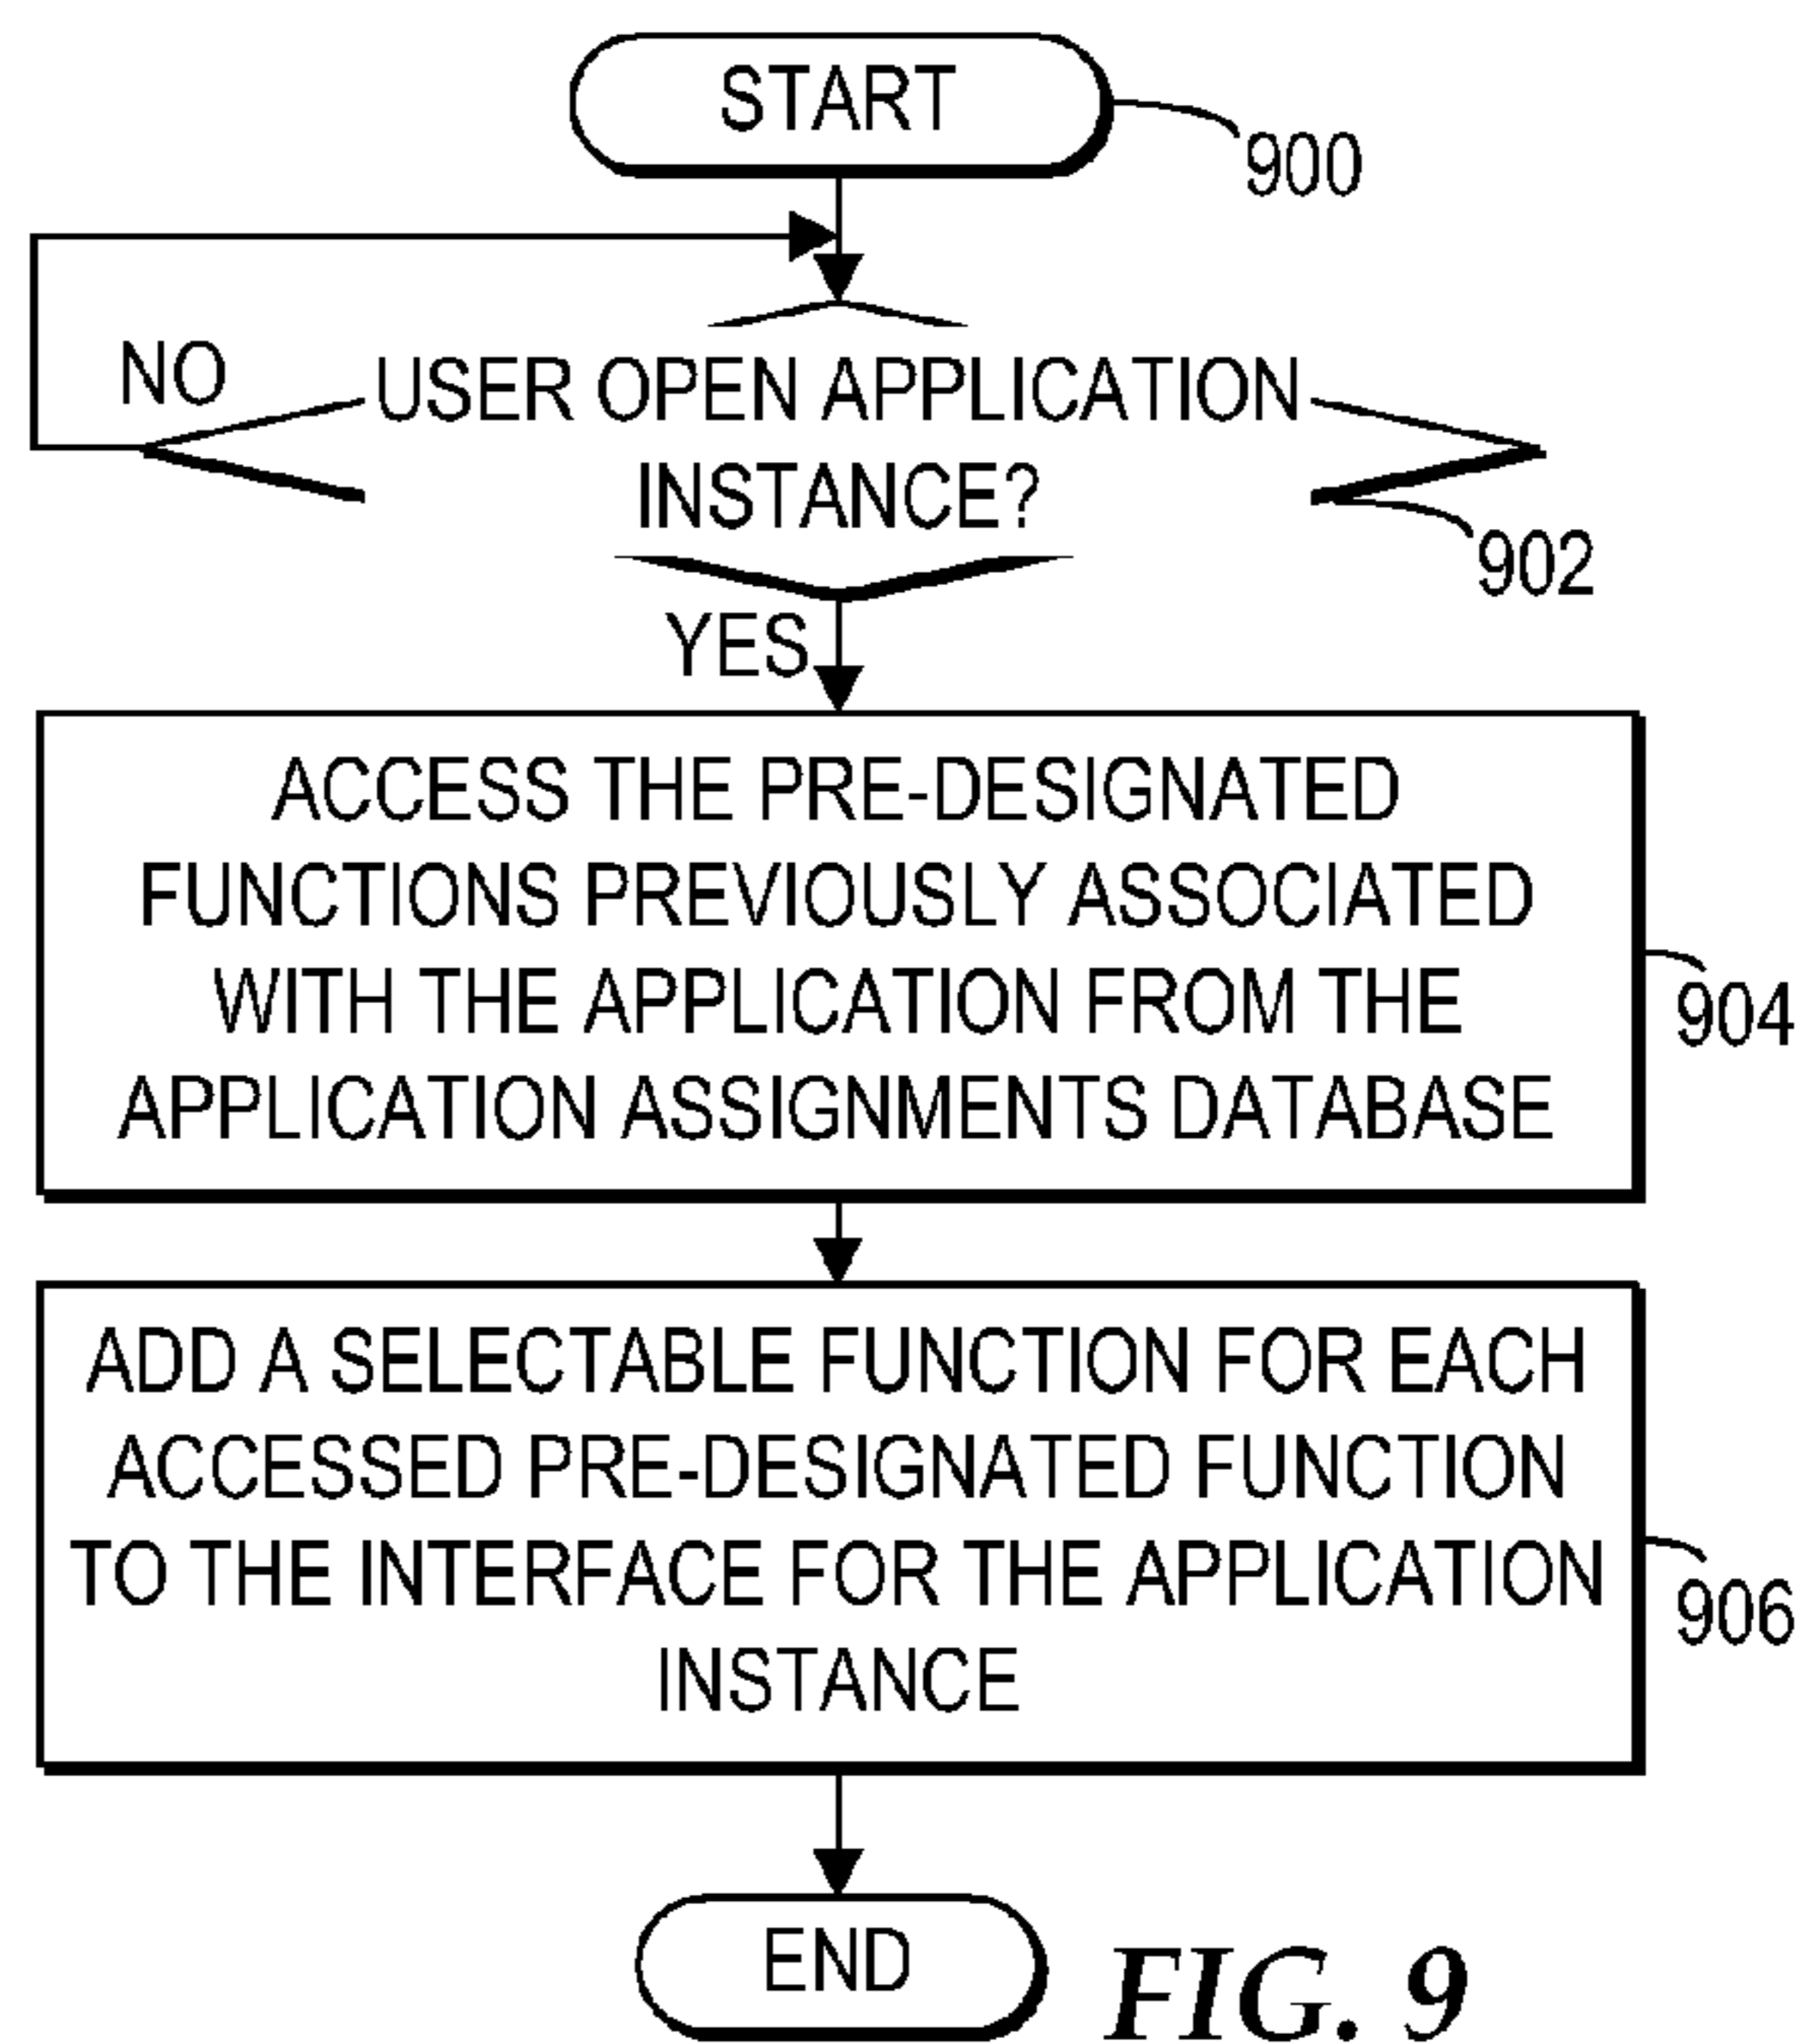 START
900
NO
USER OPEN APPLICATION
INSTANCE?
902
YES
ACCESS THE PRE-DESIGNATED
FUNCTIONS PREVIOUSLY ASSOCIATED
WITH THE APPLICATION FROM THE
APPLICATION ASSIGNMENTS DATABASE
904
ADD A SELECTABLE FUNCTION FOR EACH
ACCESSED PRE-DESIGNATED FUNCTION
TO THE INTERFACE FOR THE APPLICATION
INSTANCE
906
END
FIG. 9